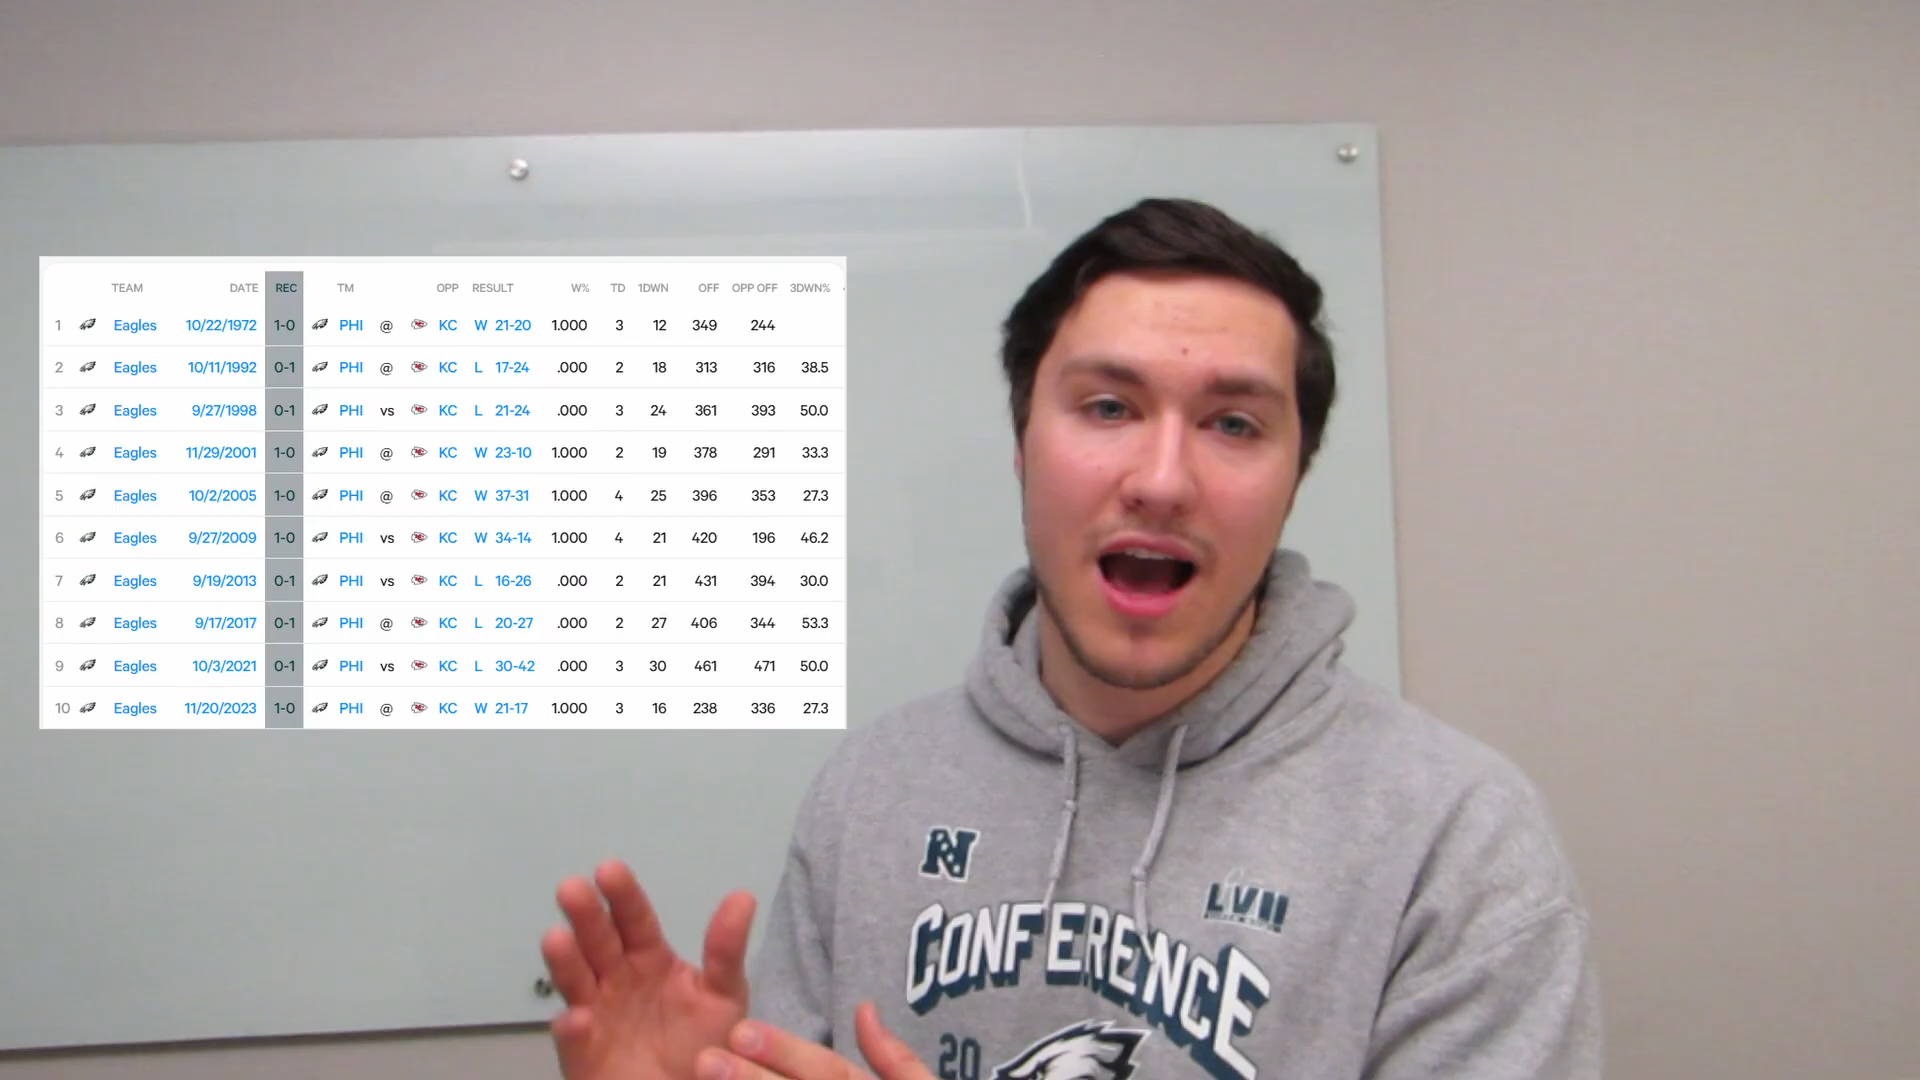 TEAM DATE REC TM OPP RESULT W% TD 1DWN OFF OPP OFF 3DWN%
1 Eagles 10/22/1972 1-0 PHI @ KC W 21-20 1.000 3 12 349 244
2 Eagles 10/11/1992 0-1 PHI @ KC L 17-24 .000 2 18 313 316 38.5
3 Eagles 9/27/1998 0-1 PHI vs KC L 21-24 .000 3 24 361 393 50.0
4 Eagles 11/29/2001 1-0 PHI @ KC W 23-10 1.000 2 19 378 291 33.3
5 Eagles 10/2/2005 1-0 PHI @ KC W 37-31 1.000 4 25 396 353 27.3
6 Eagles 9/27/2009 1-0 PHI vs KC W 34-14 1.000 4 21 420 196 46.2
7 Eagles 9/19/2013 0-1 PHI vs KC L 16-26 .000 2 21 431 394 30.0
8 Eagles 9/17/2017 0-1 PHI @ KC L 20-27 .000 2 27 406 344 53.3
9 Eagles 10/3/2021 0-1 PHI vs KC L 30-42 .000 3 30 461 471 50.0
10 Eagles 11/20/2023 1-0 PHI @ KC W 21-17 1.000 3 16 238 336 27.3
N
LVII
CONFERENCE
20